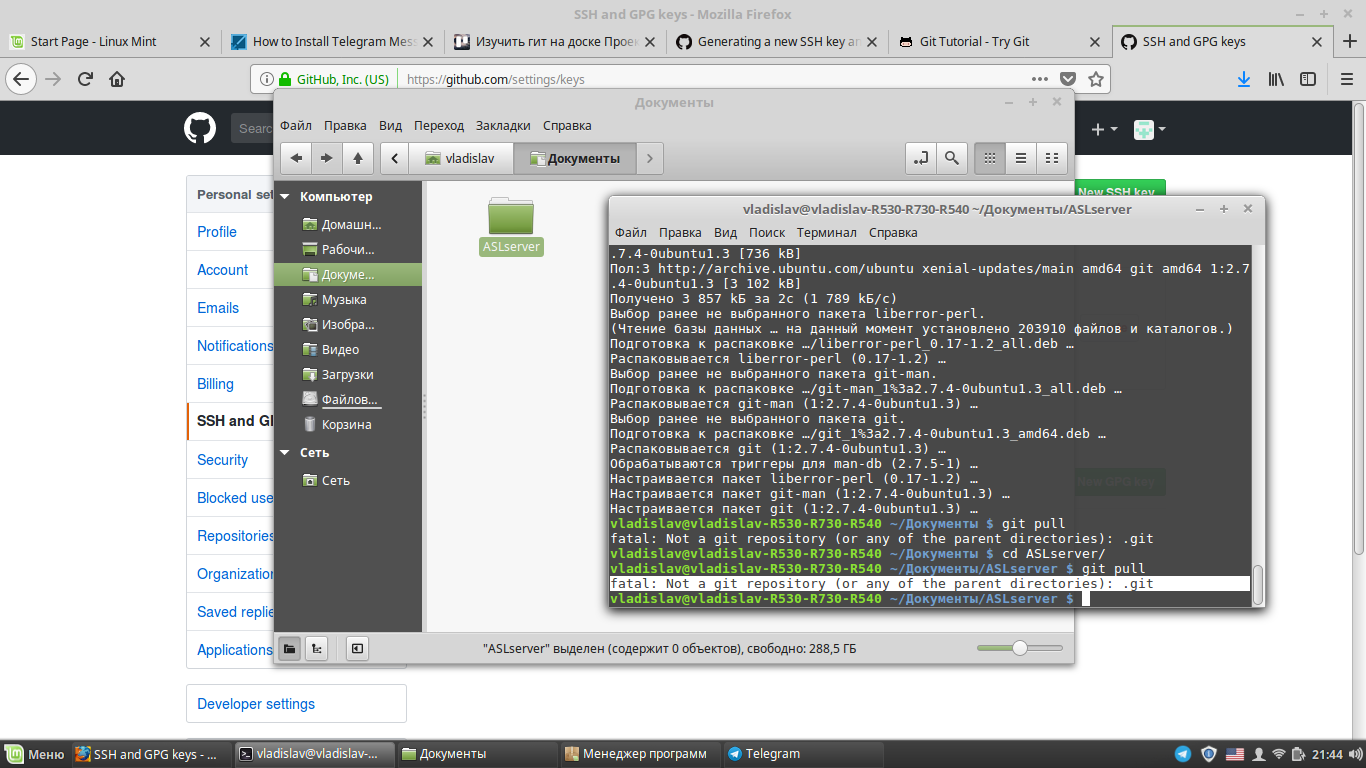 SSH and GPG keys - Mozilla Firefox
Start Page - Linux Mint
How to Install Telegram Mes
Изучить гит на доске Прое
Generating a new SSH key an
Git Tutorial - Try Git
SSH and GPG keys
GitHub, Inc. (US)
https://github.com/settings/keys
Searc
Personal set
Profile
Account
Emails
Notifications
Billing
SSH and GP
Security
Blocked use
Repositories
Organization
Saved replie
Applications
Developer settings
New SSH key
New GPG key
Документы
Файл Правка Вид Переход Закладки Справка
vladislav
Документы
Компьютер
Домашн...
Рабочи...
Докуме...
Музыка
Изобра...
Видео
Загрузки
Файлов...
Корзина
Сеть
Сеть
ASLserver
"ASLserver" выделен (содержит 0 объектов), свободно: 288,5 ГБ
vladislav@vladislav-R530-R730-R540 ~/Документы/ASLserver
Файл Правка Вид Поиск Терминал Справка
.7.4-0ubuntu1.3 [736 kB]
Пол:3 http://archive.ubuntu.com/ubuntu xenial-updates/main amd64 git amd64 1:2.7
.4-0ubuntu1.3 [3 102 kB]
Получено 3 857 kБ за 2с (1 789 kБ/c)
Выбор ранее не выбранного пакета liberror-perl.
(Чтение базы данных … на данный момент установлено 203910 файлов и каталогов.)
Подготовка к распаковке …/liberror-perl_0.17-1.2_all.deb …
Распаковывается liberror-perl (0.17-1.2) …
Выбор ранее не выбранного пакета git-man.
Подготовка к распаковке …/git-man_1%3a2.7.4-0ubuntu1.3_all.deb …
Распаковывается git-man (1:2.7.4-0ubuntu1.3) …
Выбор ранее не выбранного пакета git.
Подготовка к распаковке …/git_1%3a2.7.4-0ubuntu1.3_amd64.deb …
Распаковывается git (1:2.7.4-0ubuntu1.3) …
Обрабатываются триггеры для man-db (2.7.5-1) …
Настраивается пакет liberror-perl (0.17-1.2) …
Настраивается пакет git-man (1:2.7.4-0ubuntu1.3) …
Настраивается пакет git (1:2.7.4-0ubuntu1.3) …
vladislav@vladislav-R530-R730-R540 ~/Документы $ git pull
fatal: Not a git repository (or any of the parent directories): .git
vladislav@vladislav-R530-R730-R540 ~/Документы $ cd ASLserver/
vladislav@vladislav-R530-R730-R540 ~/Документы/ASLserver $ git pull
fatal: Not a git repository (or any of the parent directories): .git
vladislav@vladislav-R530-R730-R540 ~/Документы/ASLserver $
Меню
SSH and GPG keys - ...
vladislav@vladislav-...
Документы
Менеджер программ
Telegram
21:44